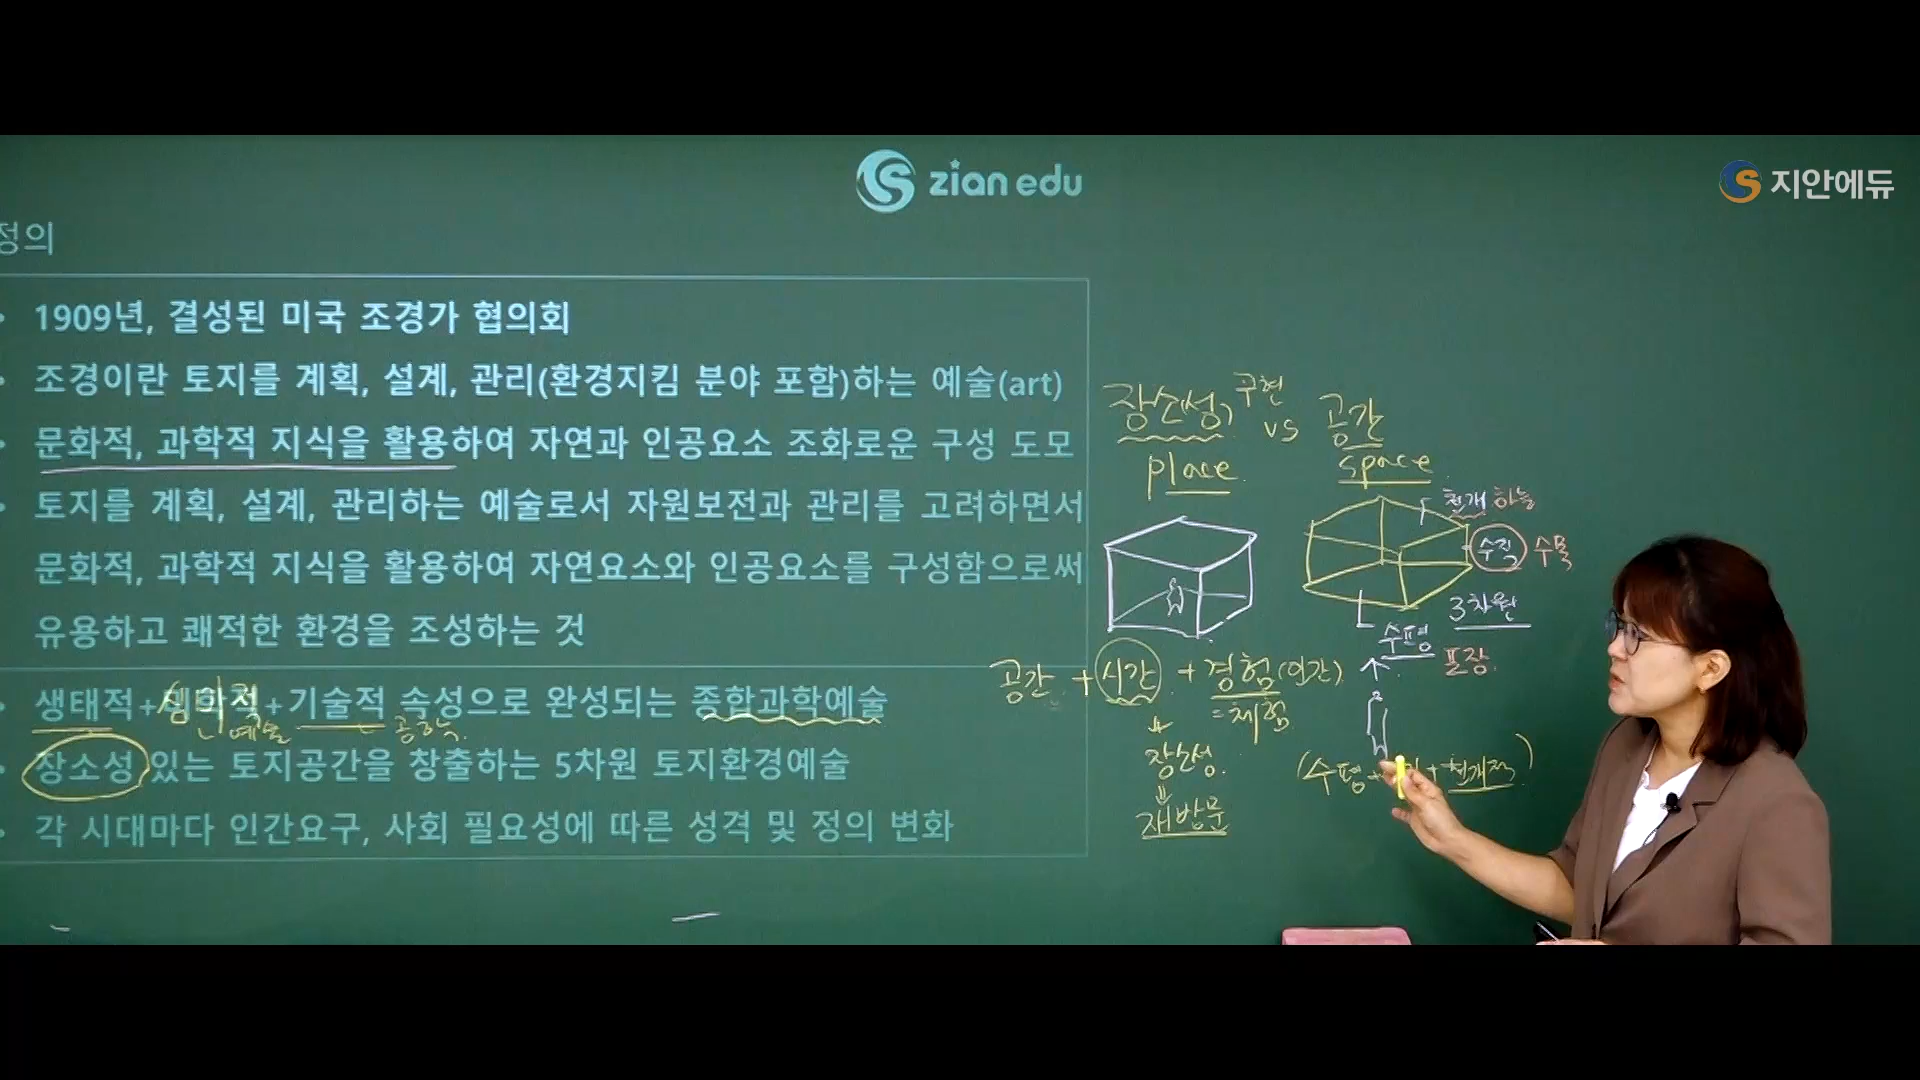 zian edu
지안에듀
정의
1909년, 결성된 미국 조경가 협의회
조경이란 토지를 계획, 설계, 관리(환경지킴 분야 포함)하는 예술(art)
문화적, 과학적 지식을 활용하여 자연과 인공요소 조화로운 구성 도모
토지를 계획, 설계, 관리하는 예술로서 자원보전과 관리를 고려하면서
문화적, 과학적 지식을 활용하여 자연요소와 인공요소를 구성함으로써
유용하고 쾌적한 환경을 조성하는 것
생태적+심미적+기술적 속성으로 완성되는 종합과학예술
예술
장소성 있는 토지공간을 창출하는 5차원 토지환경예술
각 시대마다 인간요구, 사회 필요성에 따른 성격 및 정의 변화
장소(성) 구현 vs 공간
place space
천개 하늘
수직 수목
3차원
수평 포장
공간 + 시간 + 경험(인간)
=체험
장소성
재방문
(수평+ + 천개적)